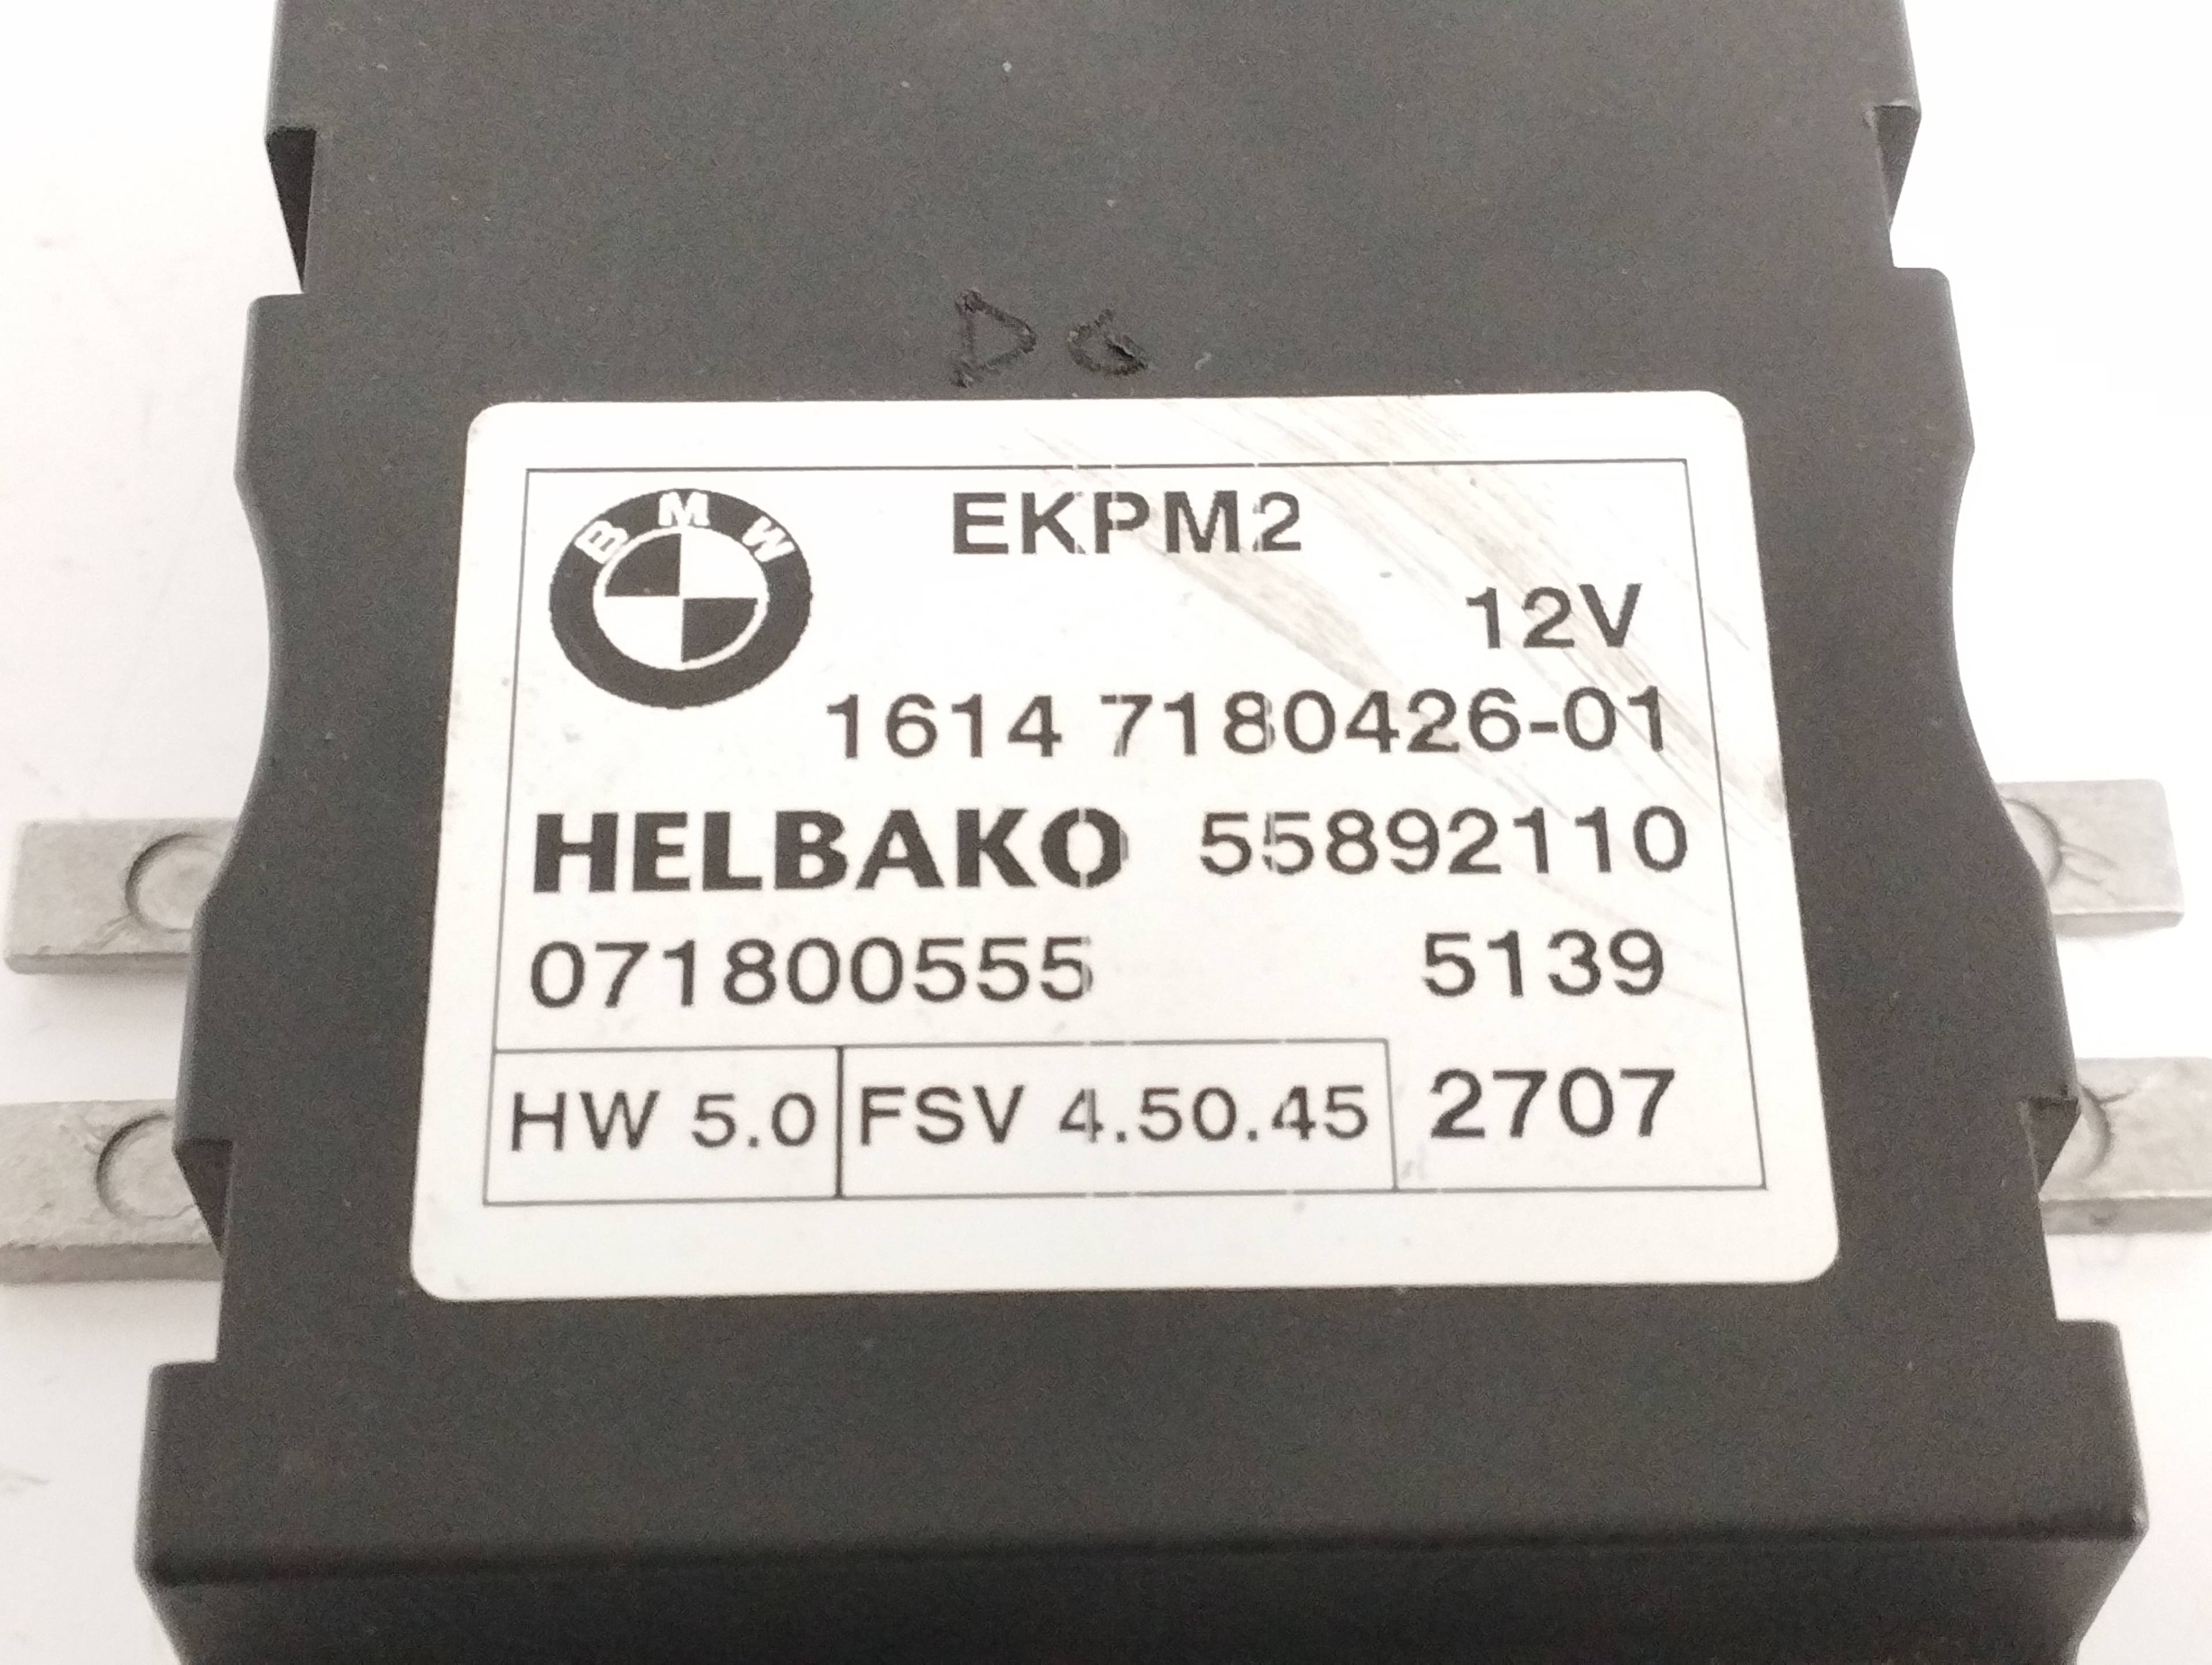 D6
BMW
EKPM2
12V
1614 7180426-01
HELBAKO 55892110
071800555 5139
HW 5.0 FSV 4.50.45 2707